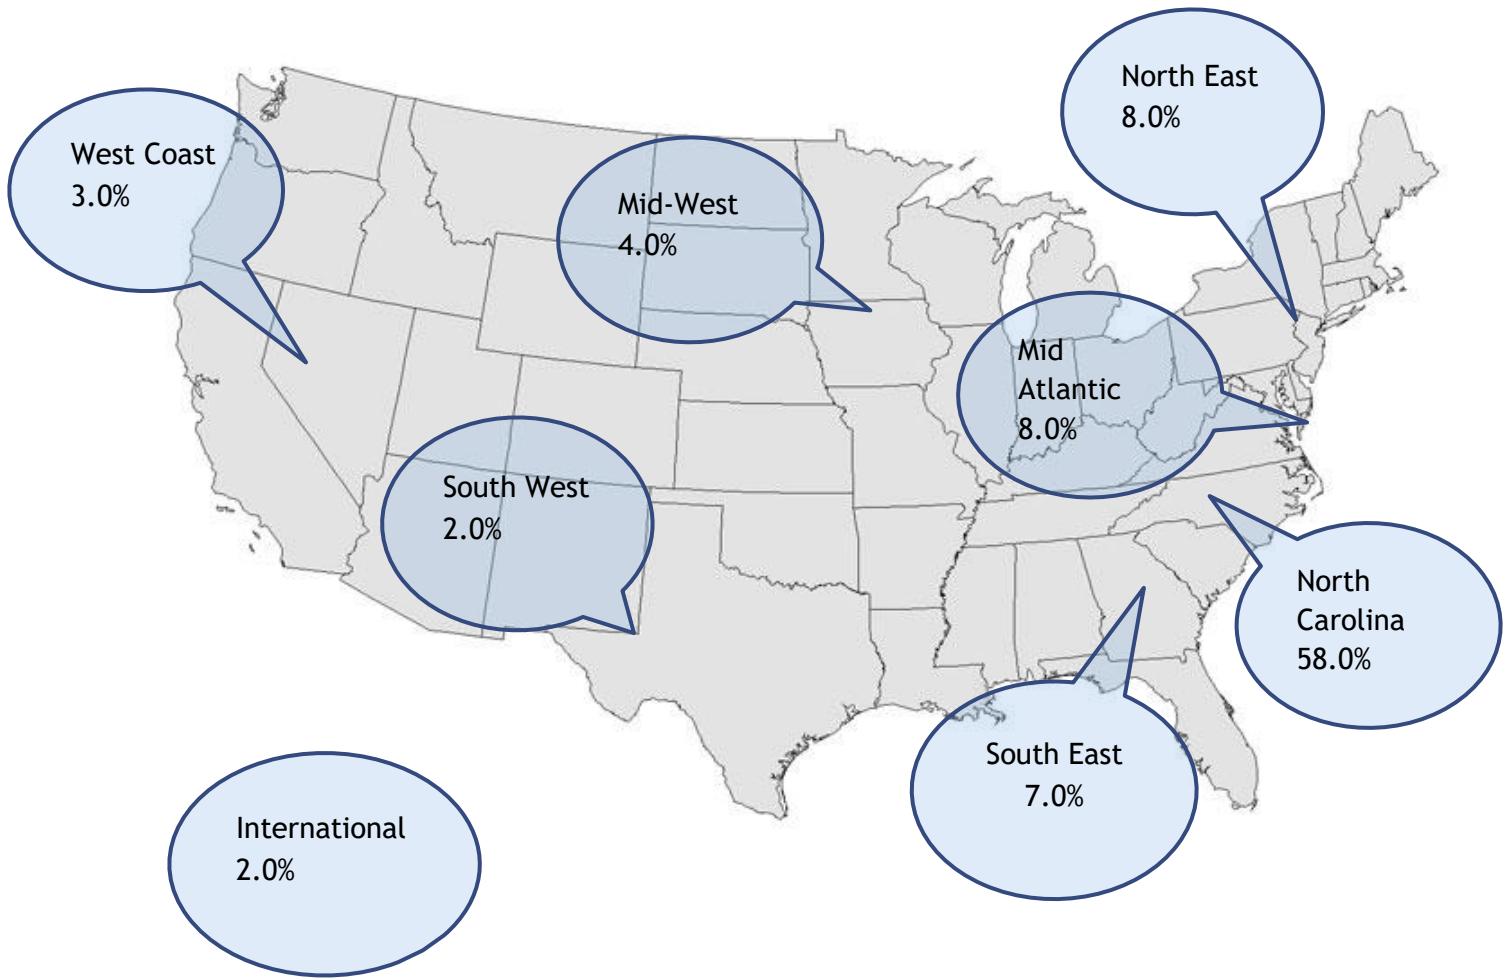 North East
8.0%
West Coast
3.0%
Mid-West
4.0%
Mid
Atlantic
8.0%
South West
2.0%
North
Carolina
58.0%
South East
7.0%
International
2.0%